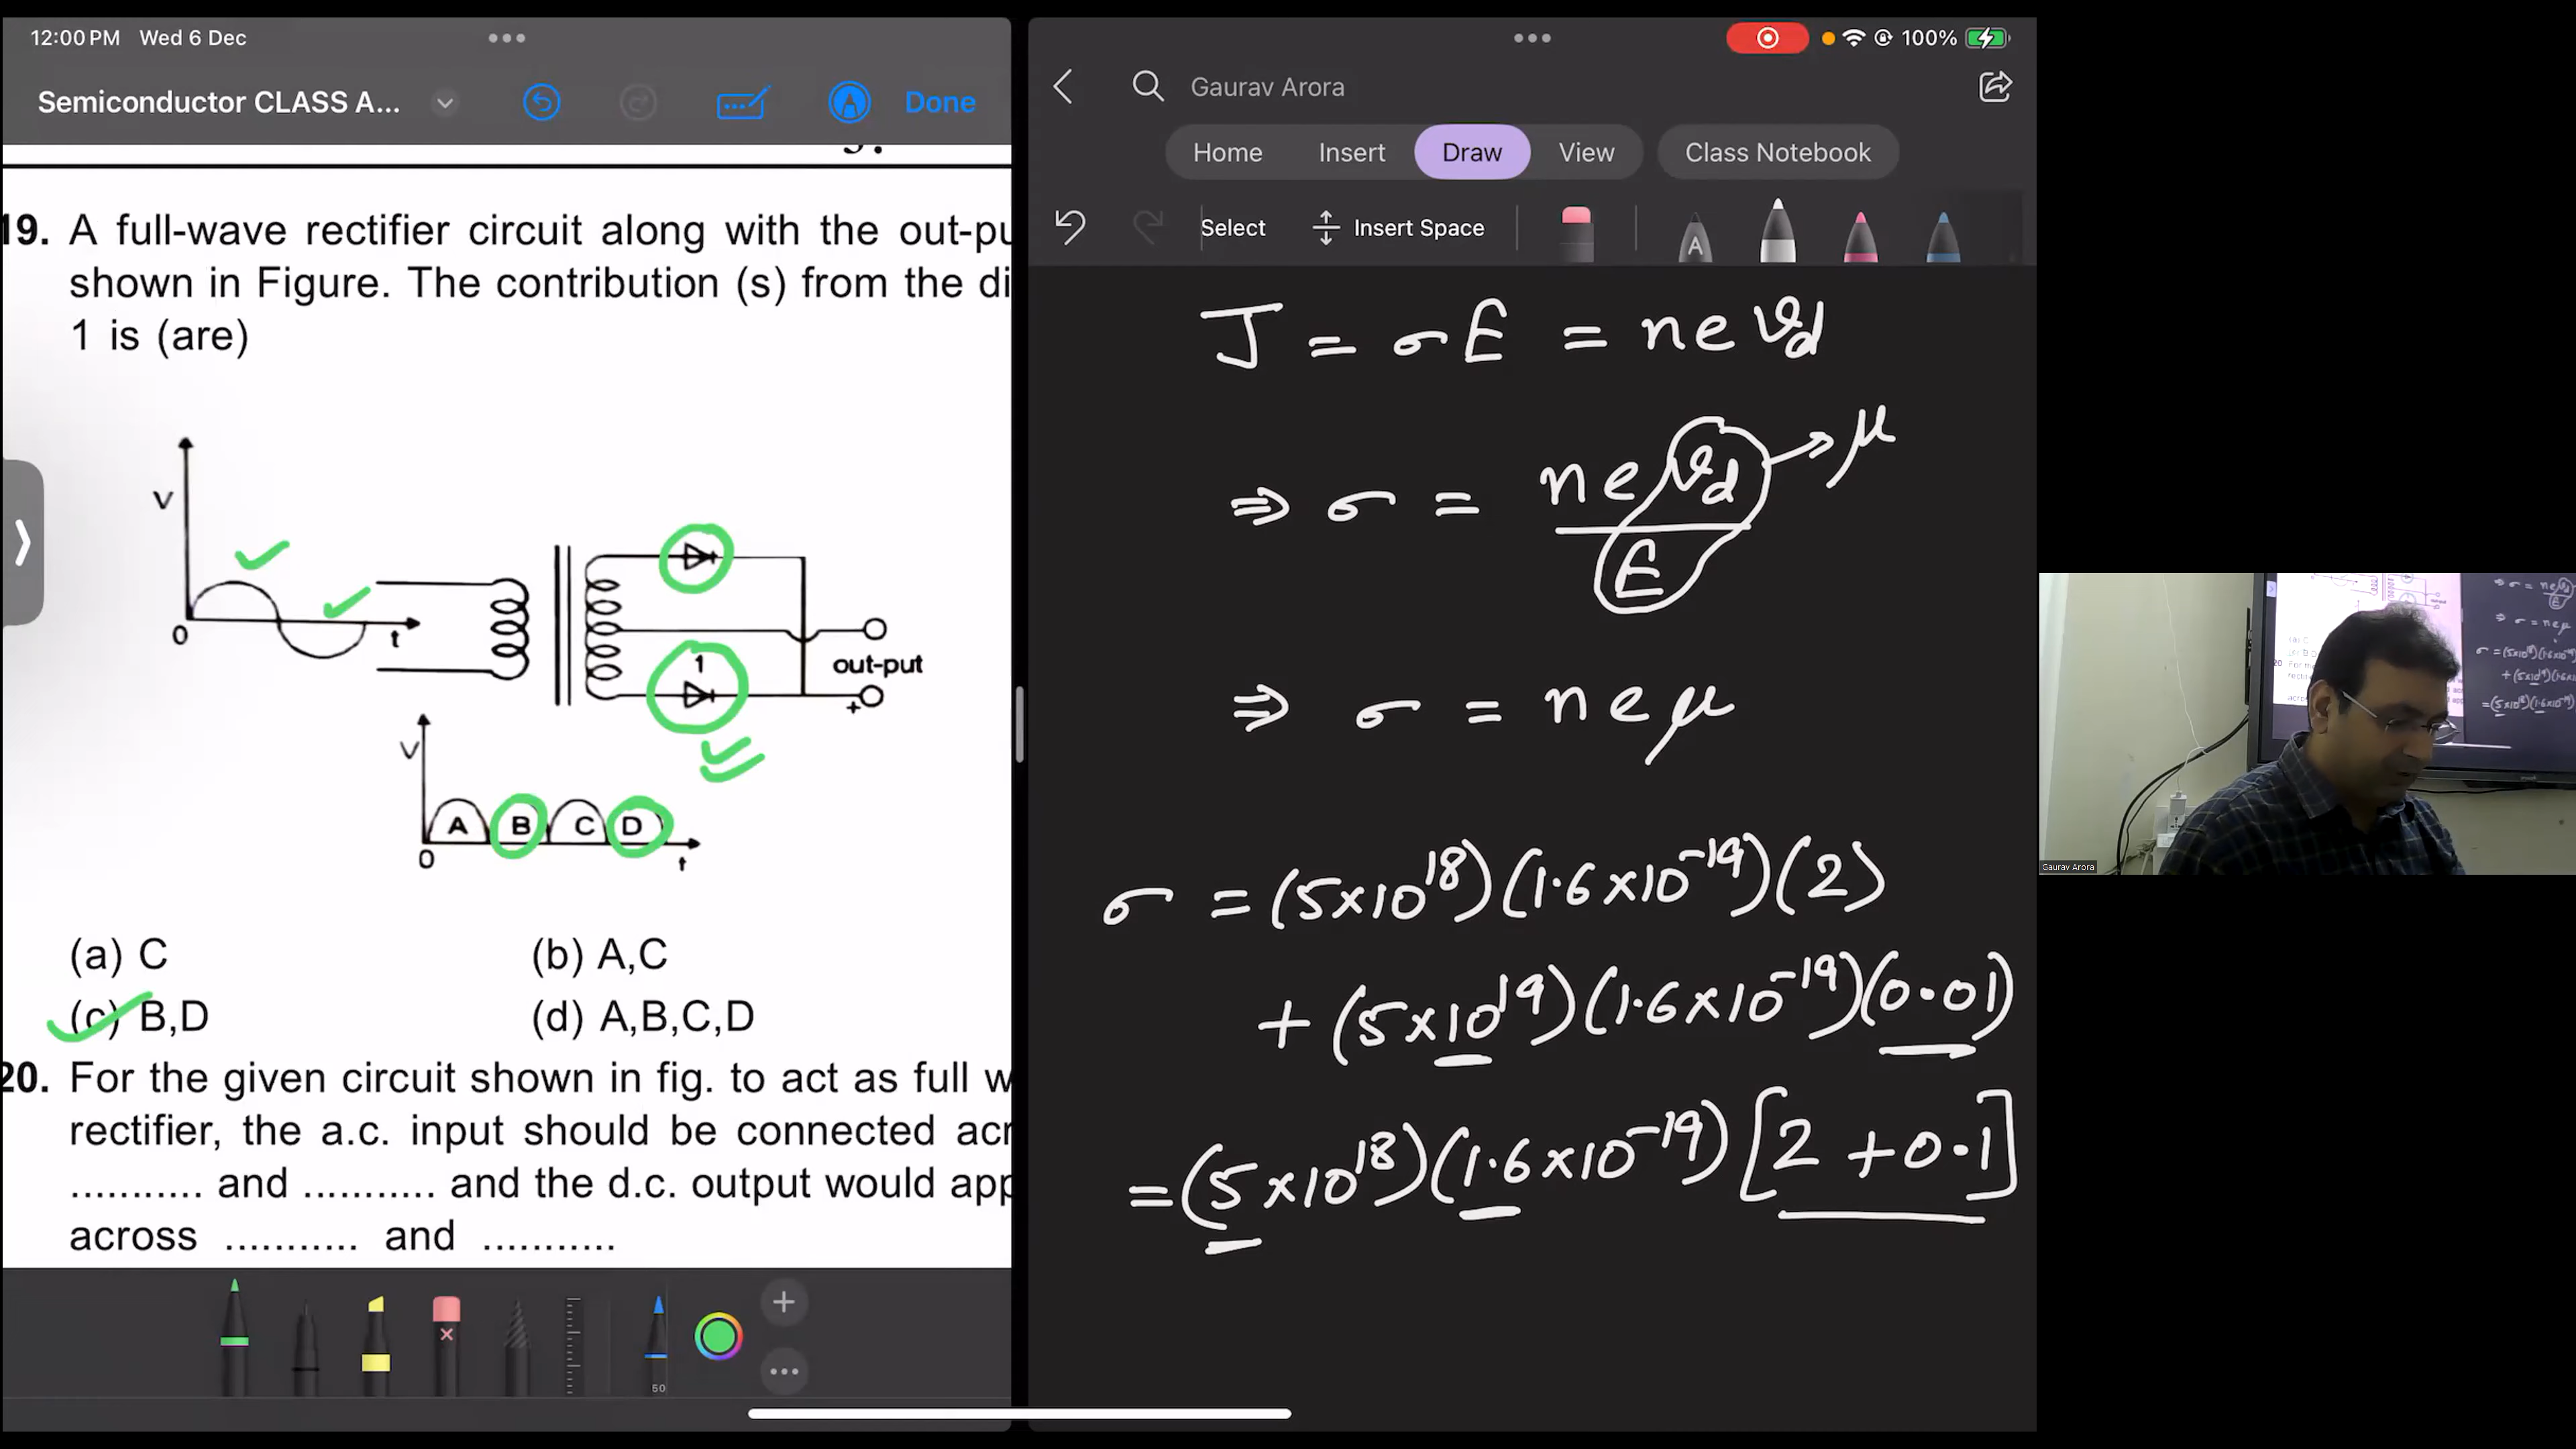 12:00 PM Wed 6 Dec
Semiconductor CLASS A...
Done
19. A full-wave rectifier circuit along with the out-pu
shown in Figure. The contribution (s) from the di
1 is (are)
V
0
t
1
out-put
+
V
A B C D
0
t
(a) C (b) A,C
(c) B,D (d) A,B,C,D
20. For the given circuit shown in fig. to act as full w
rectifier, the a.c. input should be connected acr
........... and ........... and the d.c. output would app
across ........... and ...........
50
100%
Gaurav Arora
Home Insert Draw View Class Notebook
Select Insert Space
A
J = σE = neυd
⇒ σ = neυd/E → μ
⇒ σ = neμ
σ = (5×10^18)(1.6×10^-19)(2)
+ (5×10^19)(1.6×10^-19)(0.01)
= (5×10^18)(1.6×10^-19)[2 + 0.1]
Gaurav Arora